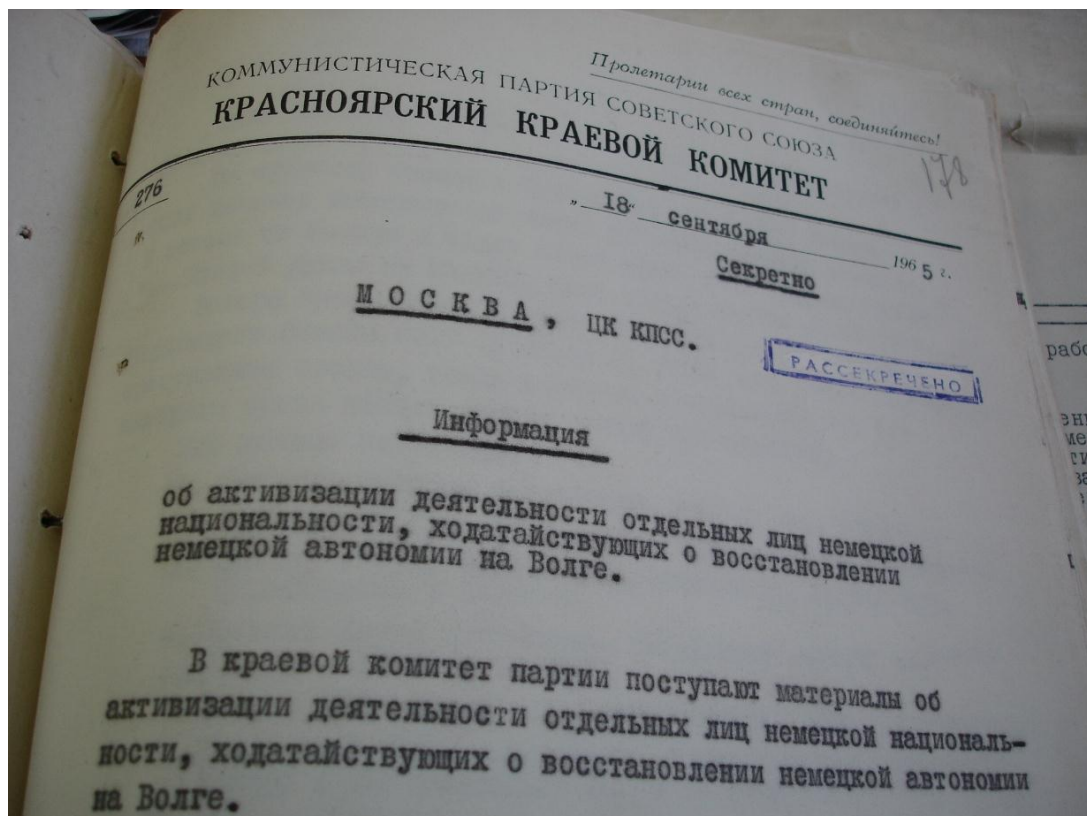 Пролетарии всех стран, соединяйтесь!
КОММУНИСТИЧЕСКАЯ ПАРТИЯ СОВЕТСКОГО СОЮЗА
КРАСНОЯРСКИЙ КРАЕВОЙ КОМИТЕТ
178
276
„ 18 “ сентября 1965 г.
Секретно
МОСКВА, ЦК КПСС.
РАССЕКРЕЧЕНО
Информация
об активизации деятельности отдельных лиц немецкой
национальности, ходатайствующих о восстановлении
немецкой автономии на Волге.
В краевой комитет партии поступают материалы об
активизации деятельности отдельных лиц немецкой националь-
ности, ходатайствующих о восстановлении немецкой автономии
на Волге.